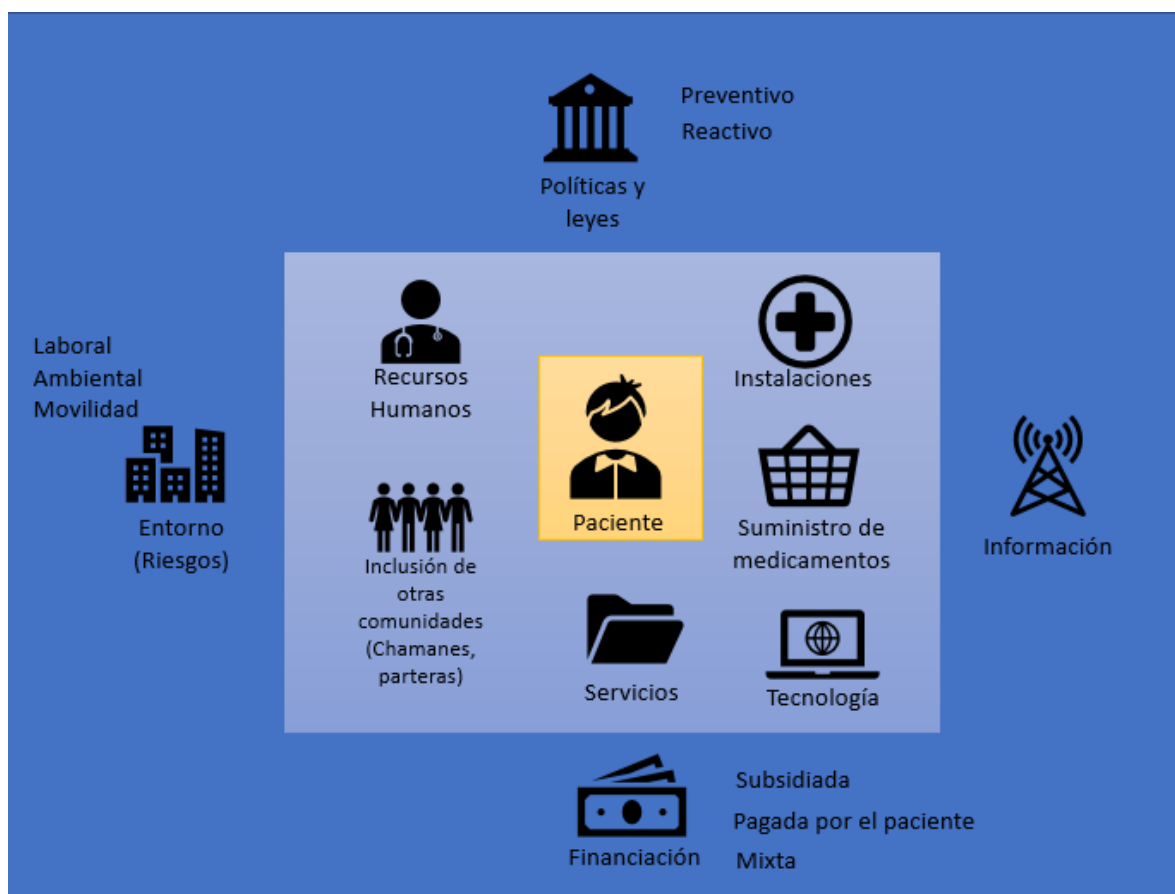 Preventivo
Reactivo
Políticas y
leyes
Laboral
Ambiental
Movilidad
Entorno
(Riesgos)
Recursos
Humanos
Inclusión de
otras
comunidades
(Chamanes,
parteras)
Paciente
Servicios
Instalaciones
Suministro de
medicamentos
Tecnología
Información
Financiación
Subsidiada
Pagada por el paciente
Mixta